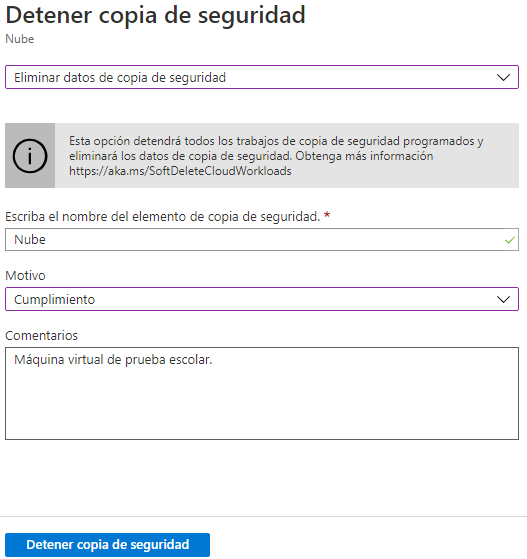 Detener copia de seguridad
Nube
Eliminar datos de copia de seguridad
Esta opción detendrá todos los trabajos de copia de seguridad programados y
eliminará los datos de copia de seguridad. Obtenga más información
https://aka.ms/SoftDeleteCloudWorkloads
Escriba el nombre del elemento de copia de seguridad. *
Nube
Motivo
Cumplimiento
Comentarios
Máquina virtual de prueba escolar.
Detener copia de seguridad